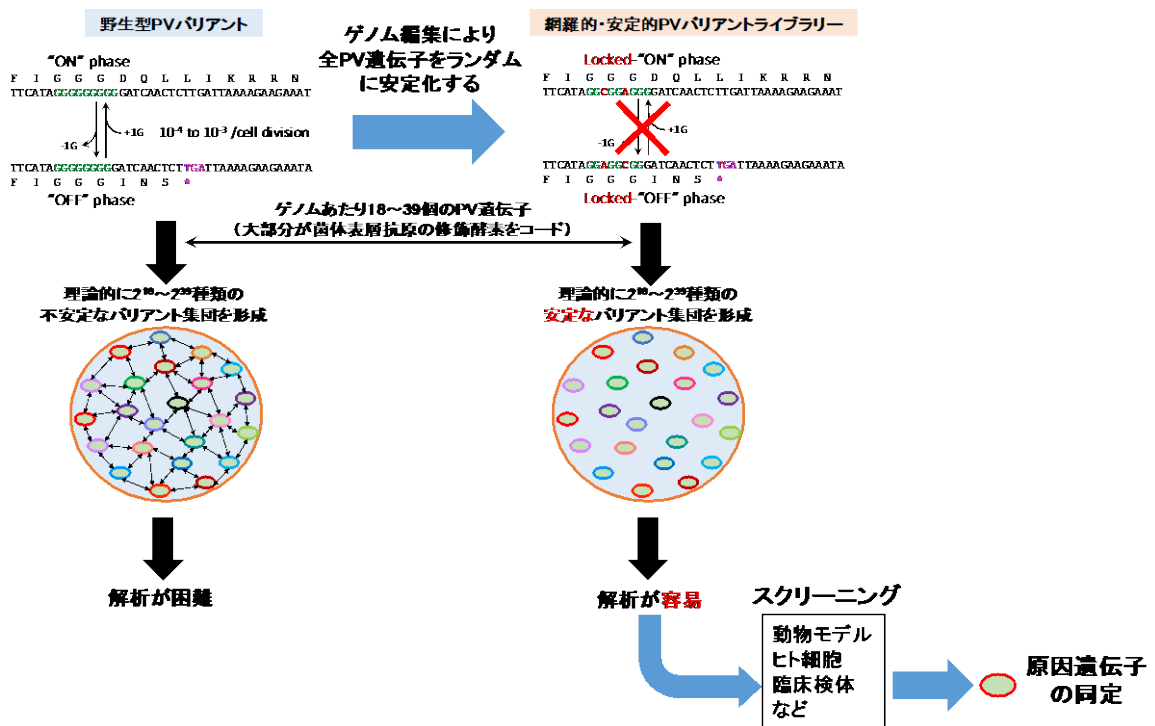 野生型PVバリアント
"ON" phase
F I G G G D Q L L I K R R N
TTCATAGGGGGGGGGGATCAACTCTTGATTAAAAGAAGAAAT
-1G
+1G
10⁻⁴ to 10⁻³ /cell division
TTCATAGGGGGGGGGATCAACTCTTGATTAAAAGAAGAAATA
F I G G G I N S *
"OFF" phase
ゲノム編集により
全PV遺伝子をランダム
に安定化する
網羅的・安定的PVバリアントライブラリー
Locked-"ON" phase
F I G G G D Q L L I K R R N
TTCATAGGCGGAGGGGATCAACTCTTGATTAAAAGAAGAAAT
-1G
+1G
TTCATAGGAGGCGGGATCAACTCTTGATTAAAAGAAGAAATA
F I G G G I N S *
Locked-"OFF" phase
ゲノムあたり18～39個のPV遺伝子
(大部分が菌体表層抗原の修飾酵素をコード)
理論的に2¹⁸～2³⁹種類の
不安定なバリアント集団を形成
理論的に2¹⁸～2³⁹種類の
安定なバリアント集団を形成
解析が困難
解析が容易
スクリーニング
動物モデル
ヒト細胞
臨床検体
など
原因遺伝子
の同定